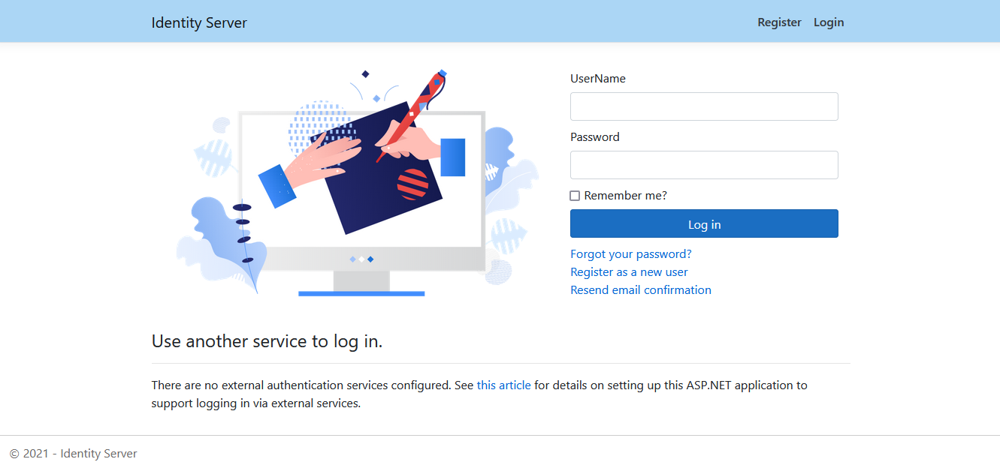 Identity Server
Register Login
UserName
Password
Remember me?
Log in
Forgot your password?
Register as a new user
Resend email confirmation
Use another service to log in.
There are no external authentication services configured. See this article for details on setting up this ASP.NET application to
support logging in via external services.
© 2021 - Identity Server